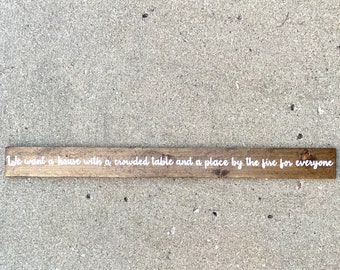 We want a house with a crowded table and a place by the fire for everyone